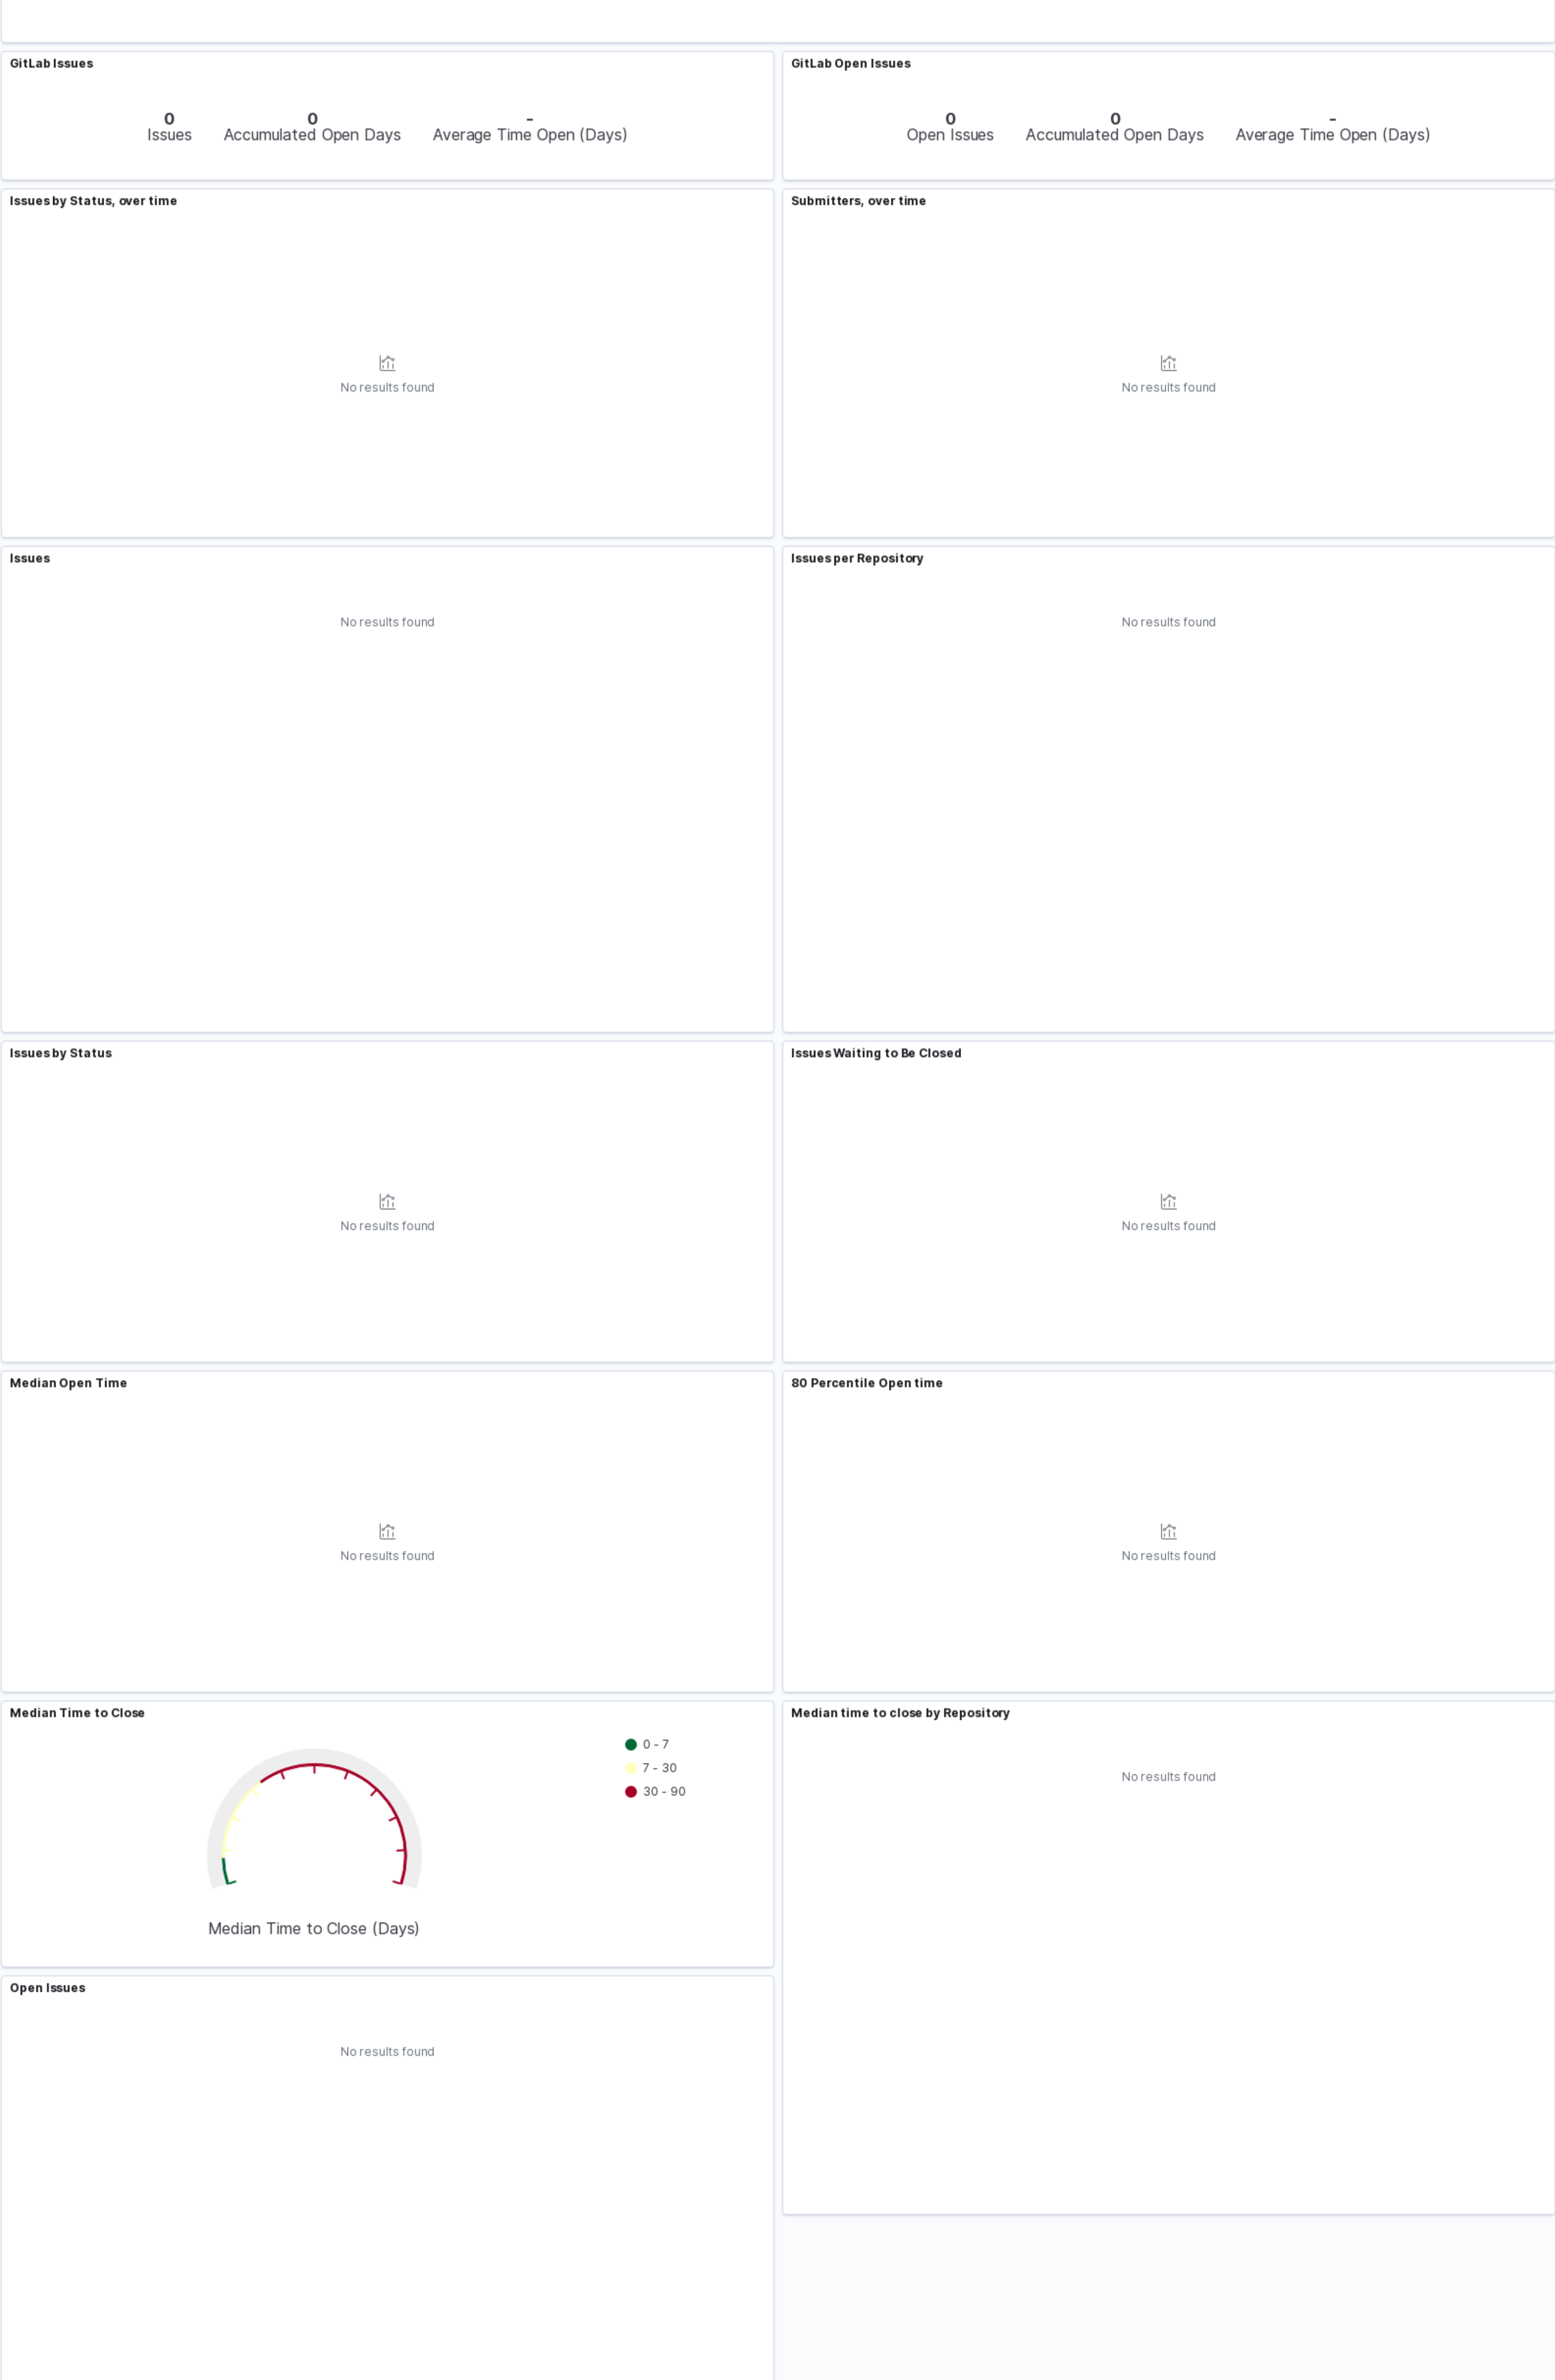 GitLab Issues
0 0 -
Issues Accumulated Open Days Average Time Open (Days)
GitLab Open Issues
0 0 -
Open Issues Accumulated Open Days Average Time Open (Days)
Issues by Status, over time
No results found
Submitters, over time
No results found
Issues
No results found
Issues per Repository
No results found
Issues by Status
No results found
Issues Waiting to Be Closed
No results found
Median Open Time
No results found
80 Percentile Open time
No results found
Median Time to Close
0 - 7
7 - 30
30 - 90
Median Time to Close (Days)
Median time to close by Repository
No results found
Open Issues
No results found